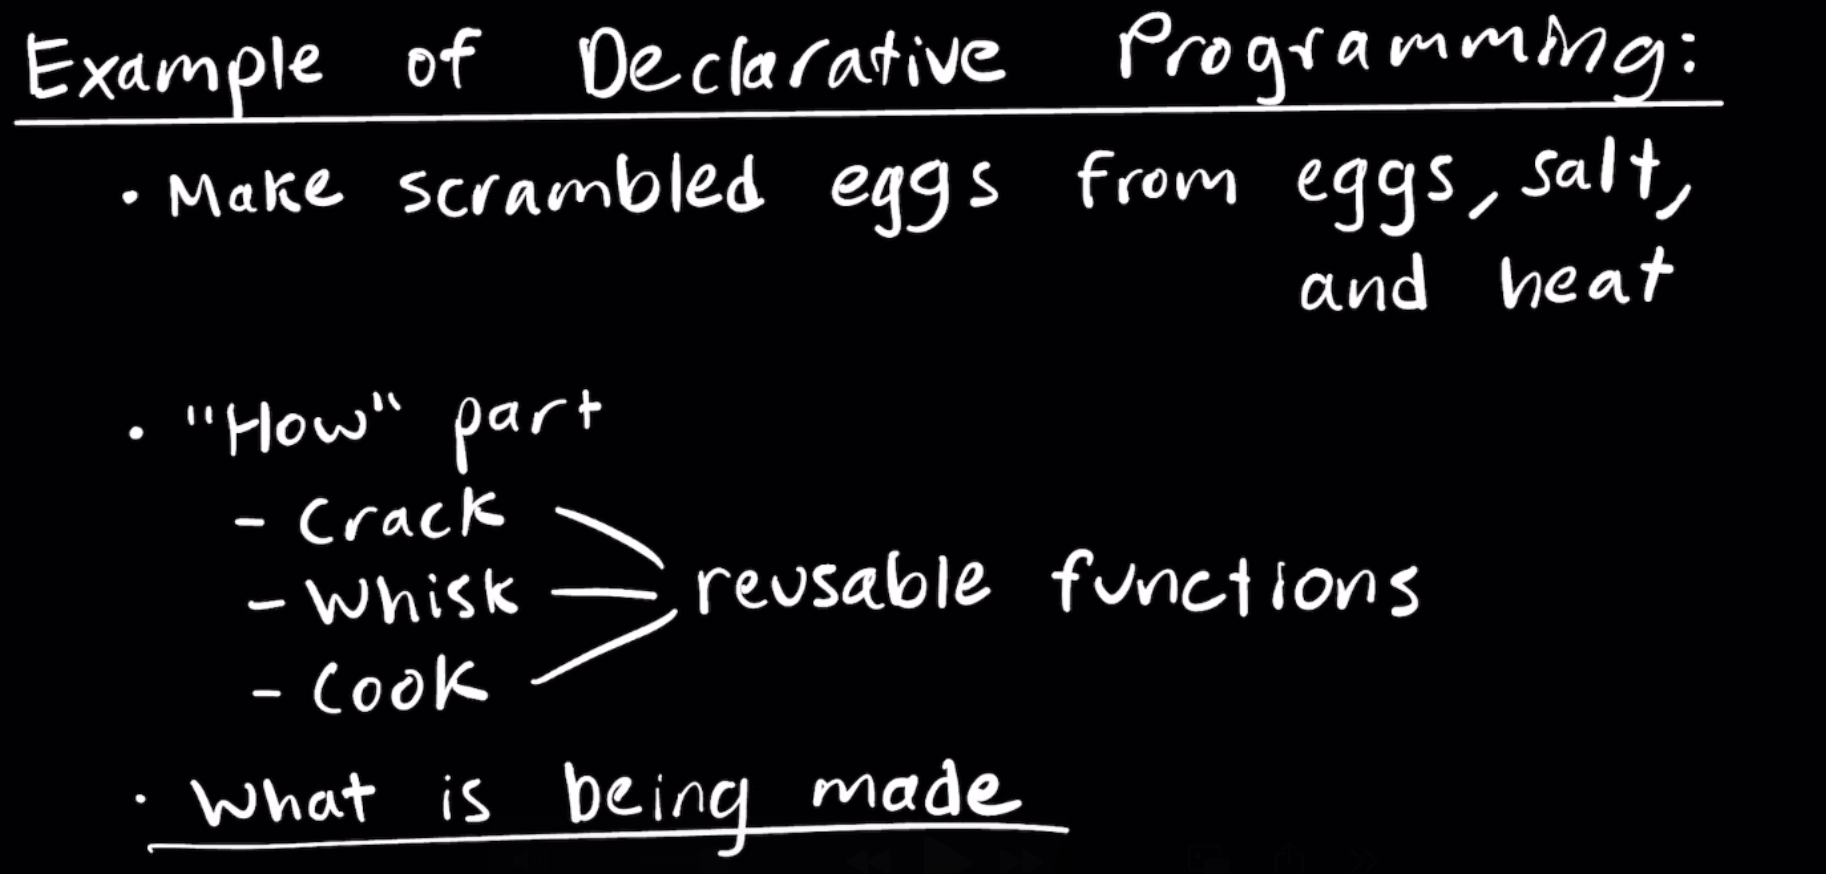 Example of Declarative Programming:
• Make scrambled eggs from eggs, salt,
and heat
• "How" part
- Crack
- Whisk
reusable functions
- Cook
• What is being made